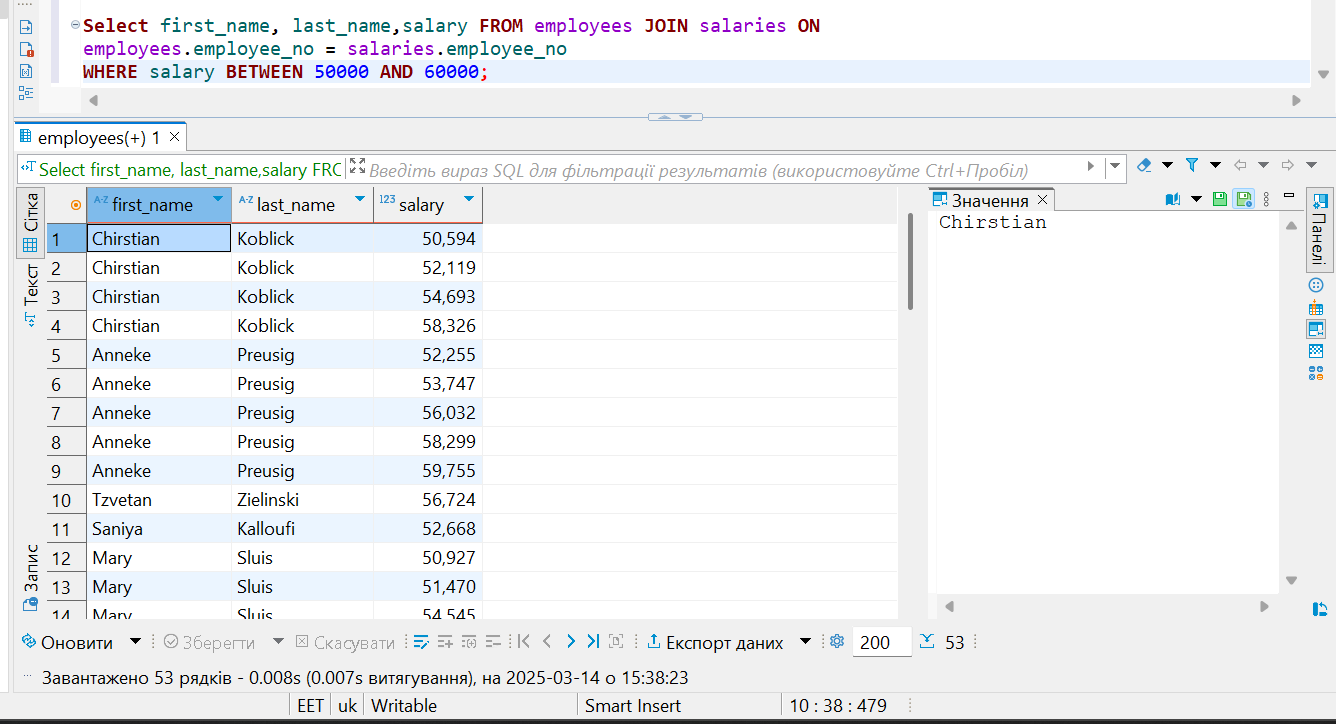 Select first_name, last_name,salary FROM employees JOIN salaries ON
employees.employee_no = salaries.employee_no
WHERE salary BETWEEN 50000 AND 60000;
employees(+) 1
Select first_name, last_name,salary FRC
Введіть вираз SQL для фільтрації результатів (використовуйте Ctrl+Пробіл)
Сітка
Текст
Запис
A-Z first_name A-Z last_name 123 salary
1 Chirstian Koblick 50,594
2 Chirstian Koblick 52,119
3 Chirstian Koblick 54,693
4 Chirstian Koblick 58,326
5 Anneke Preusig 52,255
6 Anneke Preusig 53,747
7 Anneke Preusig 56,032
8 Anneke Preusig 58,299
9 Anneke Preusig 59,755
10 Tzvetan Zielinski 56,724
11 Saniya Kalloufi 52,668
12 Mary Sluis 50,927
13 Mary Sluis 51,470
14 Mary Sluis 54,545
Значення
Chirstian
Панелі
Оновити Зберегти Скасувати Експорт даних 200 53
Завантажено 53 рядків - 0.008s (0.007s витягування), на 2025-03-14 о 15:38:23
EET uk Writable Smart Insert 10 : 38 : 479